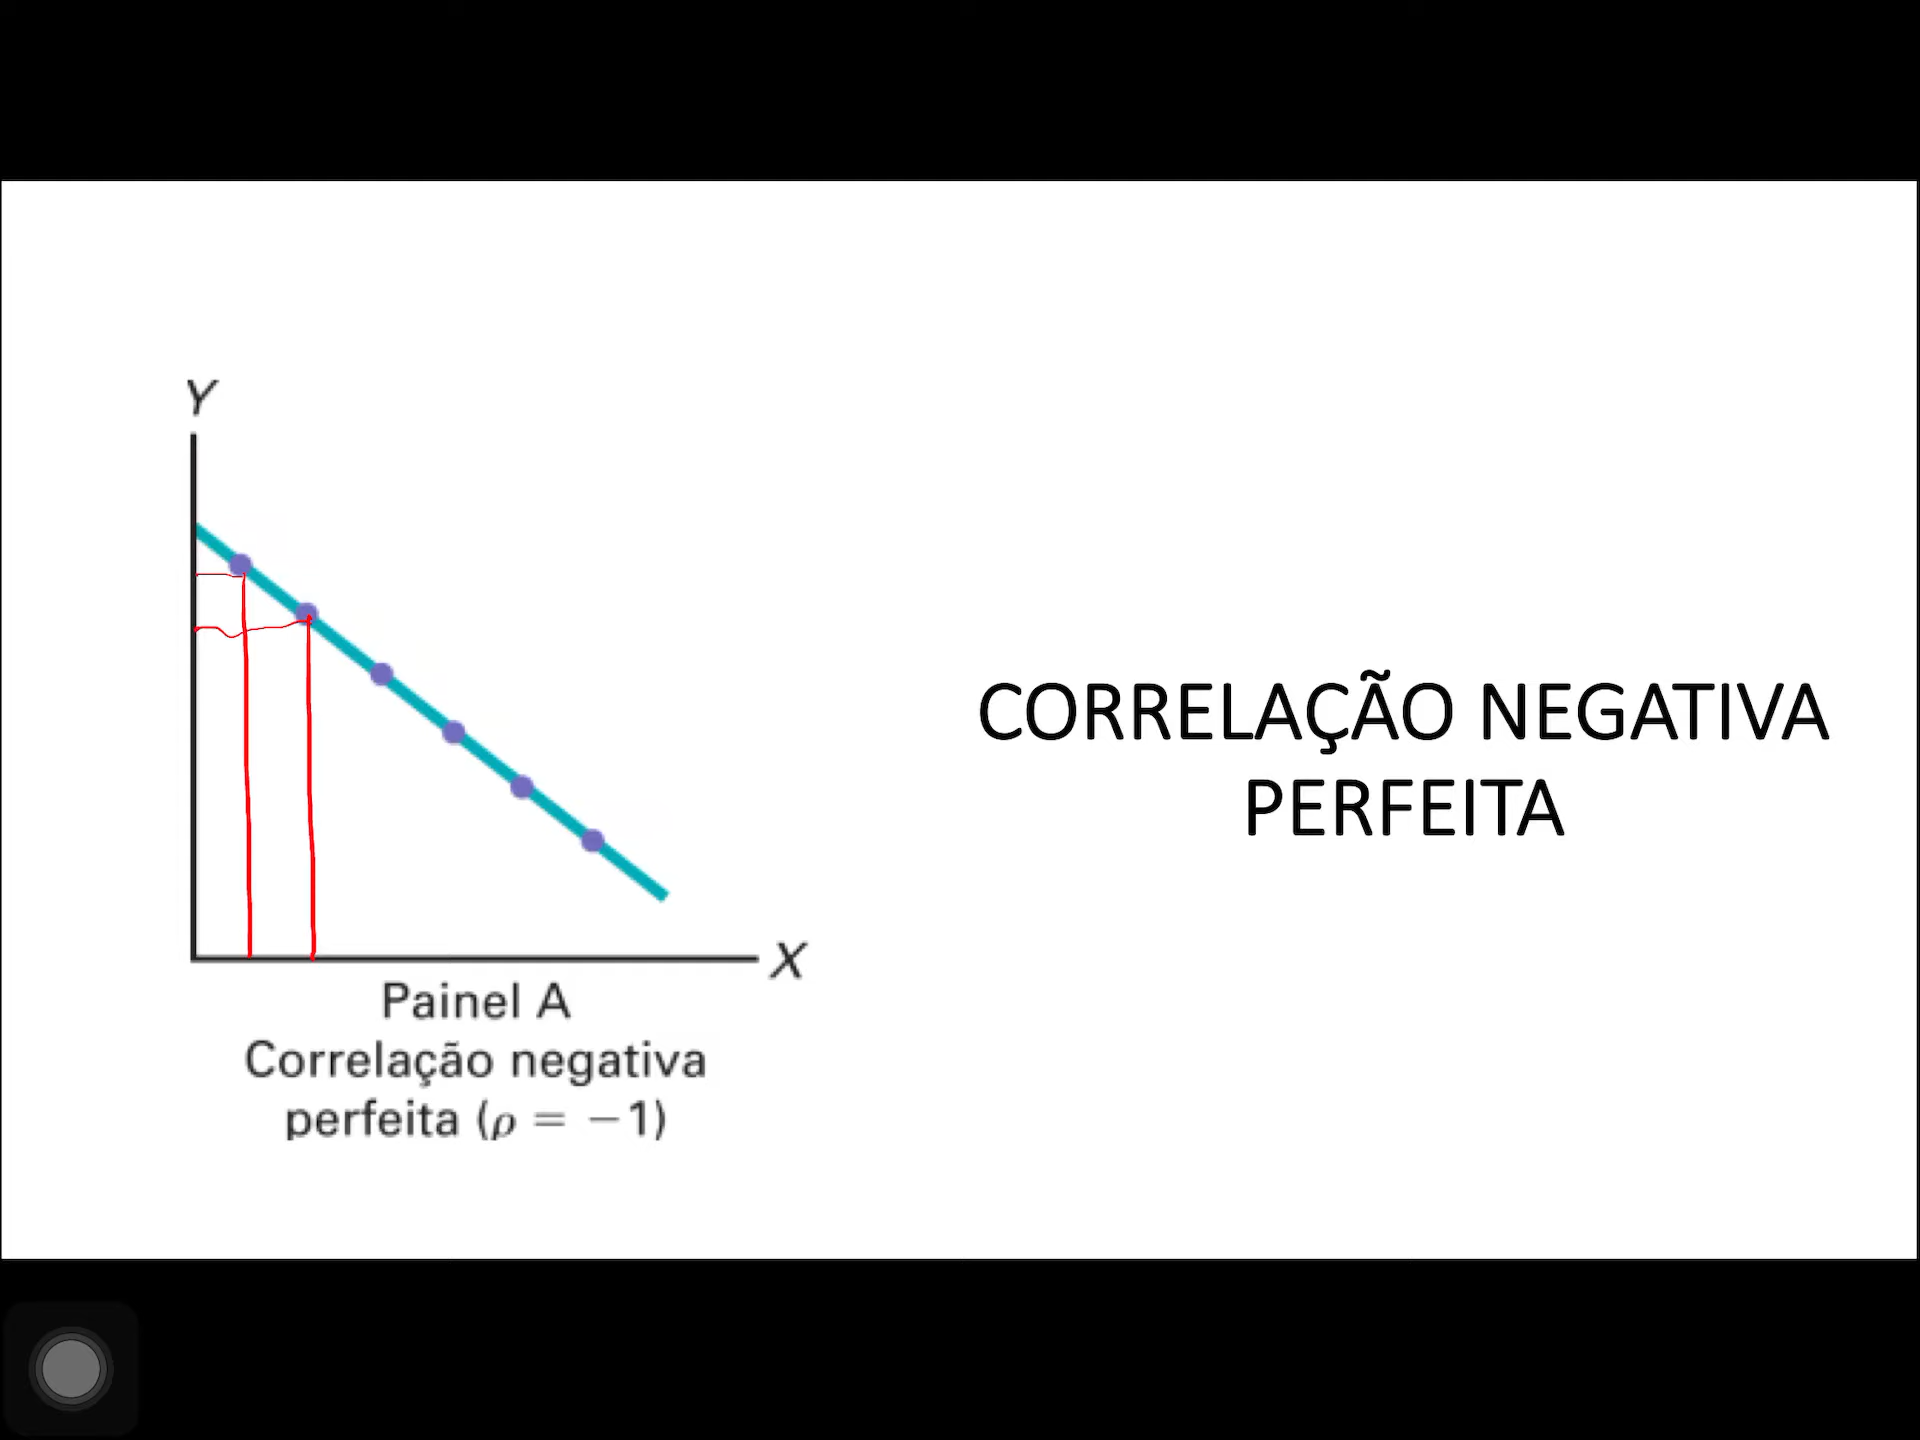 Y
CORRELAÇÃO NEGATIVA
PERFEITA
X
Painel A
Correlação negativa
perfeita (ρ = −1)